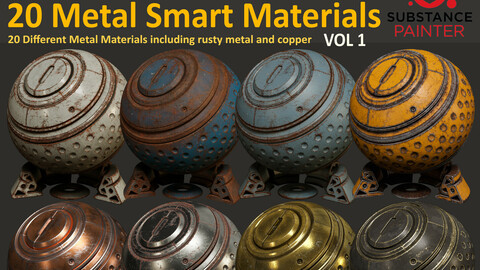 20 Metal Smart Materials
20 Different Metal Materials including rusty metal and copper
VOL 1
SUBSTANCE
PAINTER